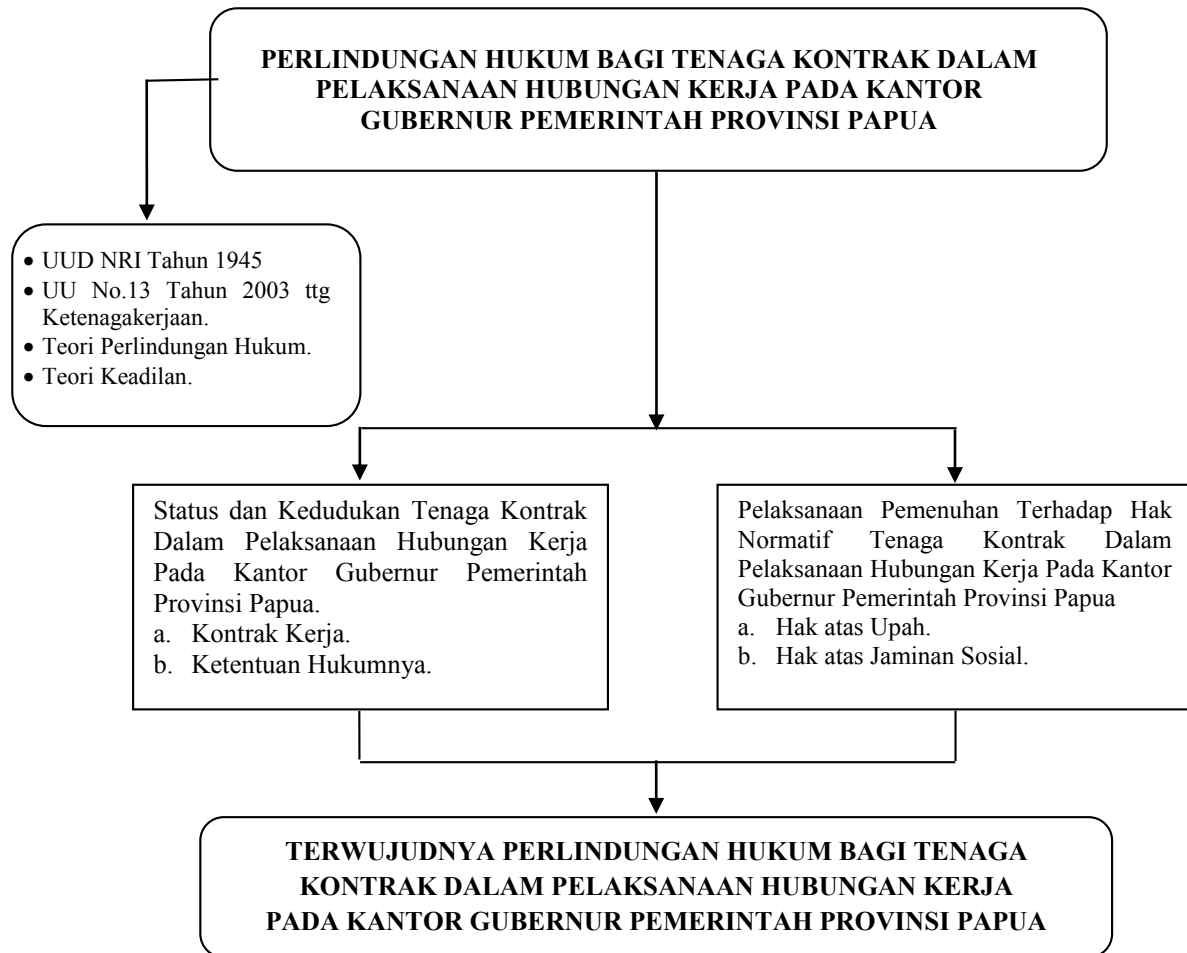 PERLINDUNGAN HUKUM BAGI TENAGA KONTRAK DALAM
PELAKSANAAN HUBUNGAN KERJA PADA KANTOR
GUBERNUR PEMERINTAH PROVINSI PAPUA
• UUD NRI Tahun 1945
• UU No.13 Tahun 2003 ttg
Ketenagakerjaan.
• Teori Perlindungan Hukum.
• Teori Keadilan.
Status dan Kedudukan Tenaga Kontrak
Dalam Pelaksanaan Hubungan Kerja
Pada Kantor Gubernur Pemerintah
Provinsi Papua.
a. Kontrak Kerja.
b. Ketentuan Hukumnya.
Pelaksanaan Pemenuhan Terhadap Hak
Normatif Tenaga Kontrak Dalam
Pelaksanaan Hubungan Kerja Pada Kantor
Gubernur Pemerintah Provinsi Papua
a. Hak atas Upah.
b. Hak atas Jaminan Sosial.
TERWUJUDNYA PERLINDUNGAN HUKUM BAGI TENAGA
KONTRAK DALAM PELAKSANAAN HUBUNGAN KERJA
PADA KANTOR GUBERNUR PEMERINTAH PROVINSI PAPUA